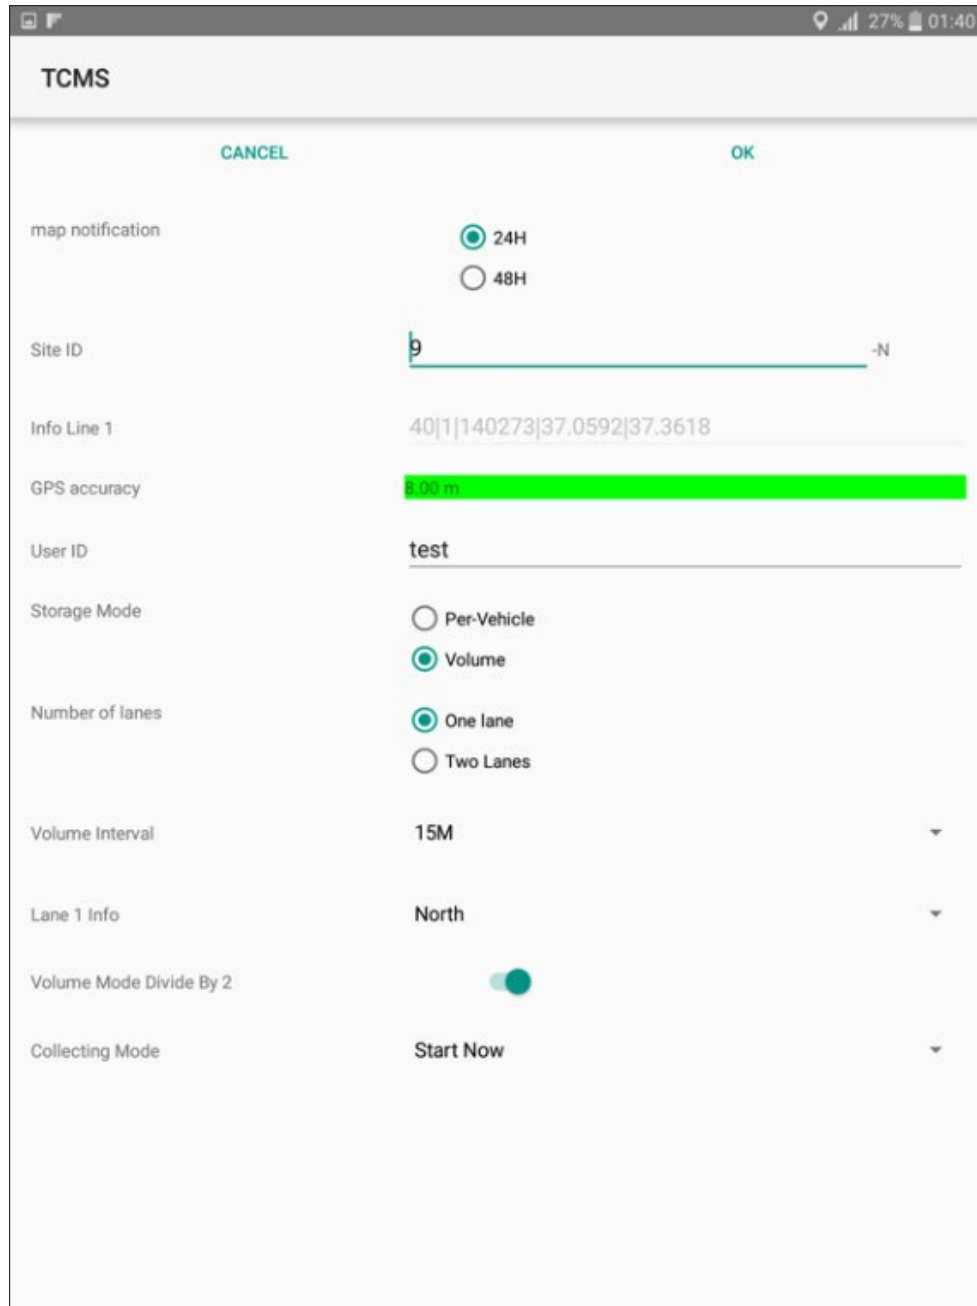 27% 01:40
TCMS
CANCEL OK
map notification 24H
48H
Site ID 9 -N
Info Line 1 40|1|140273|37.0592|37.3618
GPS accuracy 8.00 m
User ID test
Storage Mode Per-Vehicle
Volume
Number of lanes One lane
Two Lanes
Volume Interval 15M
Lane 1 Info North
Volume Mode Divide By 2
Collecting Mode Start Now